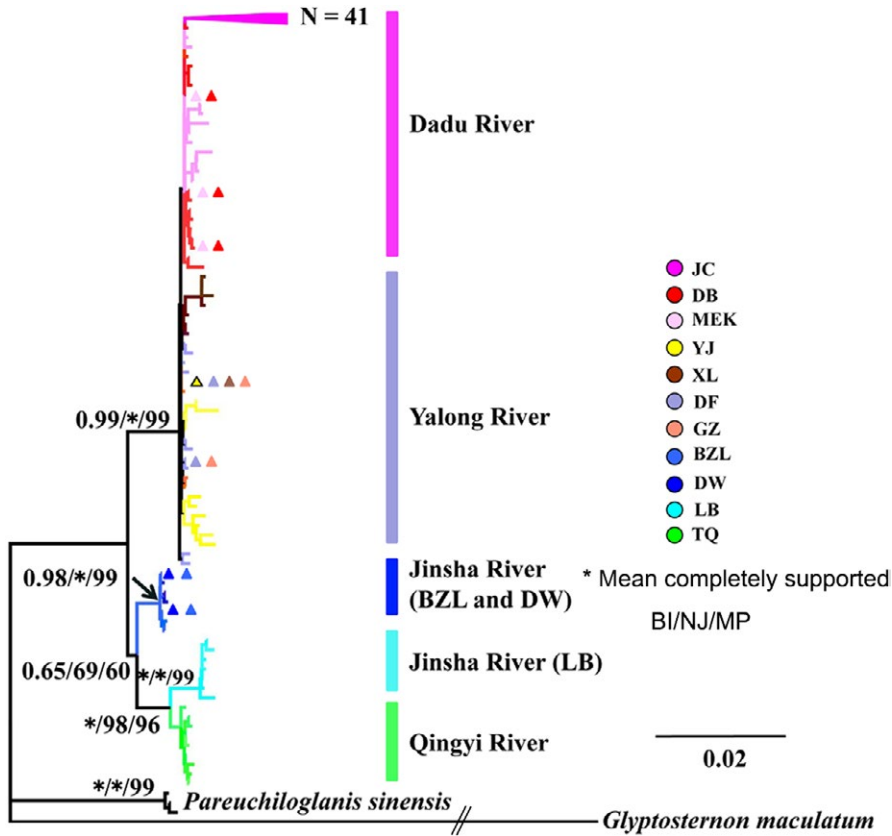 N = 41
Dadu River
Yalong River
0.99/*/99
0.98/*/99
Jinsha River
(BZL and DW)
0.65/69/60
*/*/99
Jinsha River (LB)
*/98/96
Qingyi River
*/*/99
Pareuchiloglanis sinensis
Glyptosternon maculatum
JC
DB
MEK
YJ
XL
DF
GZ
BZL
DW
LB
TQ
* Mean completely supported
BI/NJ/MP
0.02